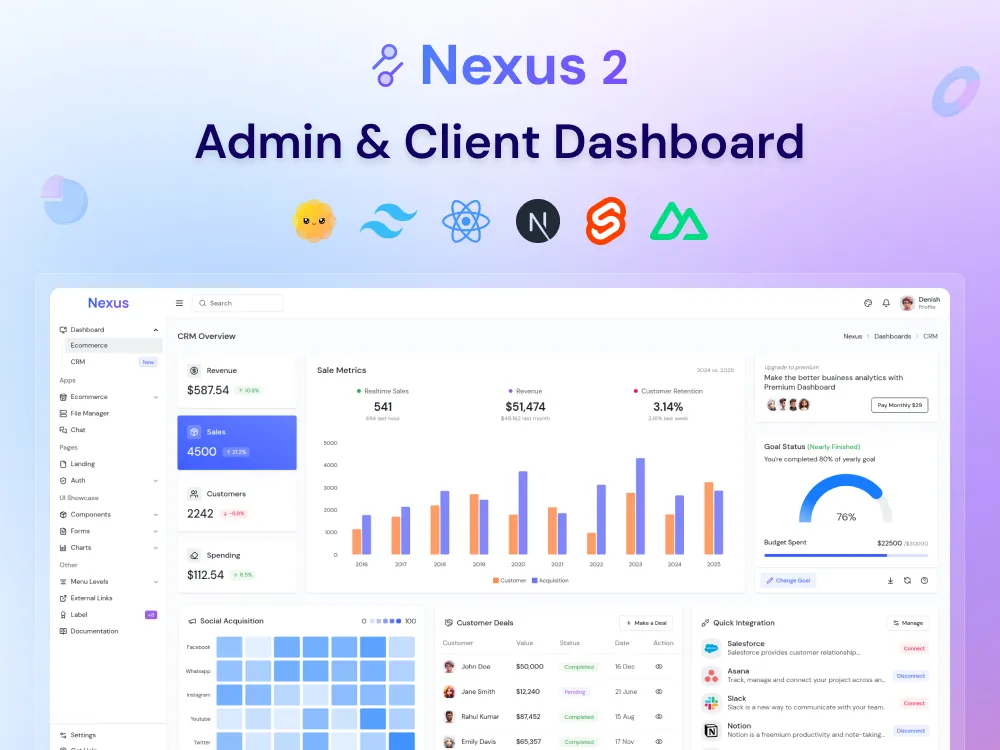 Nexus 2
Admin & Client Dashboard
N
Nexus
Search
Denish
Profile
Dashboard
Ecommerce
CRM New
Apps
Ecommerce
File Manager
Chat
Pages
Landing
Auth
UI Showcase
Components
Forms
Charts
Other
Menu Levels
External Links
Label +6
Documentation
Settings
Get Help
CRM Overview
Nexus > Dashboards > CRM
Revenue
$587.54 ↑ 10.8%
Sales
4500 ↑ 21.2%
Customers
2242 ↓ -6.8%
Spending
$112.54 ↑ 8.5%
Sale Metrics
2024 vs. 2025
Realtime Sales
541
494 last hour
Revenue
$51,474
$49,162 last month
Customer Retention
3.14%
2.16% last week
5000
4000
3000
2000
1000
0
2016 2017 2018 2019 2020 2021 2022 2023 2024 2025
Customer Acquisition
Upgrade to premium
Make the better business analytics with
Premium Dashboard
Pay Monthly $29
Goal Status (Nearly Finished)
You're completed 80% of yearly goal
76%
Budget Spent $22500 /$30000
Change Goal
Social Acquisition 0 100
Facebook
Whatsapp
Instagram
Youtube
Twitter
Customer Deals + Make a Deal
Customer Value Status Date Action
John Doe $50,000 Completed 16 Dec
Jane Smith $12,240 Pending 21 June
Rahul Kumar $87,452 Completed 15 Aug
Emily Davis $65,357 Completed 17 Nov
Quick Integration Manage
Salesforce
Salesforce provides customer relationship...
Connect
Asana
Track, manage and connect your project across an...
Disconnect
Slack
Slack is a new way to communicate with your team.
Connect
Notion
Notion is a freemium productivity and note-taking...
Disconnect